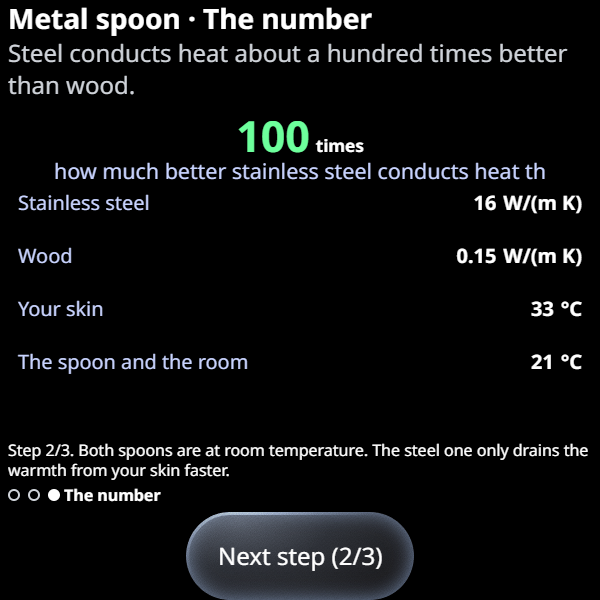 Metal spoon · The number
Steel conducts heat about a hundred times better
than wood.
100 times
how much better stainless steel conducts heat th
Stainless steel 16 W/(m K)
Wood 0.15 W/(m K)
Your skin 33 °C
The spoon and the room 21 °C
Step 2/3. Both spoons are at room temperature. The steel one only drains the
warmth from your skin faster.
The number
Next step (2/3)